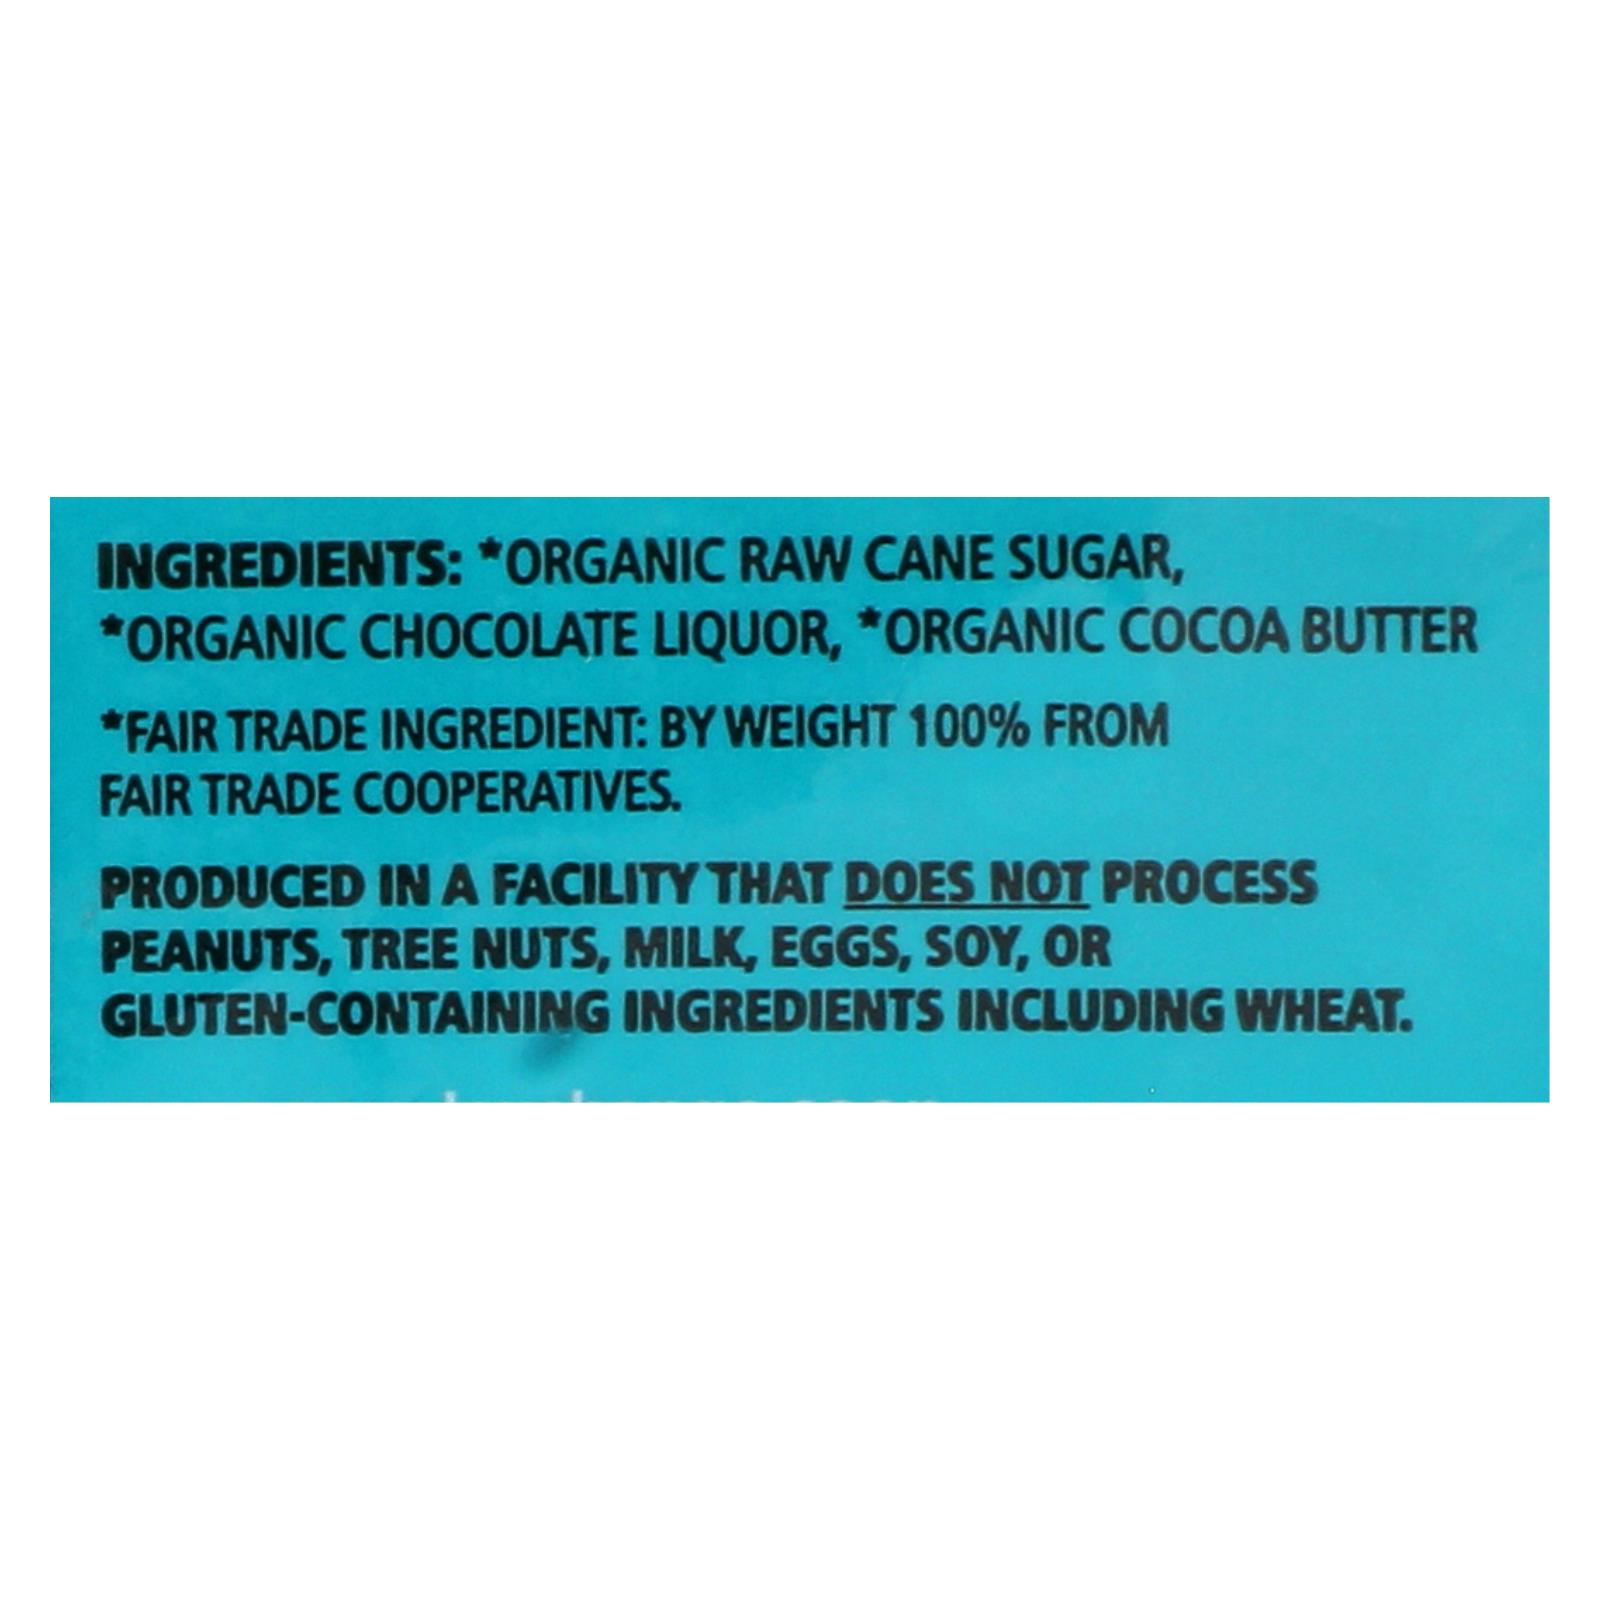 INGREDIENTS: *ORGANIC RAW CANE SUGAR,
*ORGANIC CHOCOLATE LIQUOR, *ORGANIC COCOA BUTTER
*FAIR TRADE INGREDIENT: BY WEIGHT 100% FROM
FAIR TRADE COOPERATIVES.
PRODUCED IN A FACILITY THAT DOES NOT PROCESS
PEANUTS, TREE NUTS, MILK, EGGS, SOY, OR
GLUTEN-CONTAINING INGREDIENTS INCLUDING WHEAT.